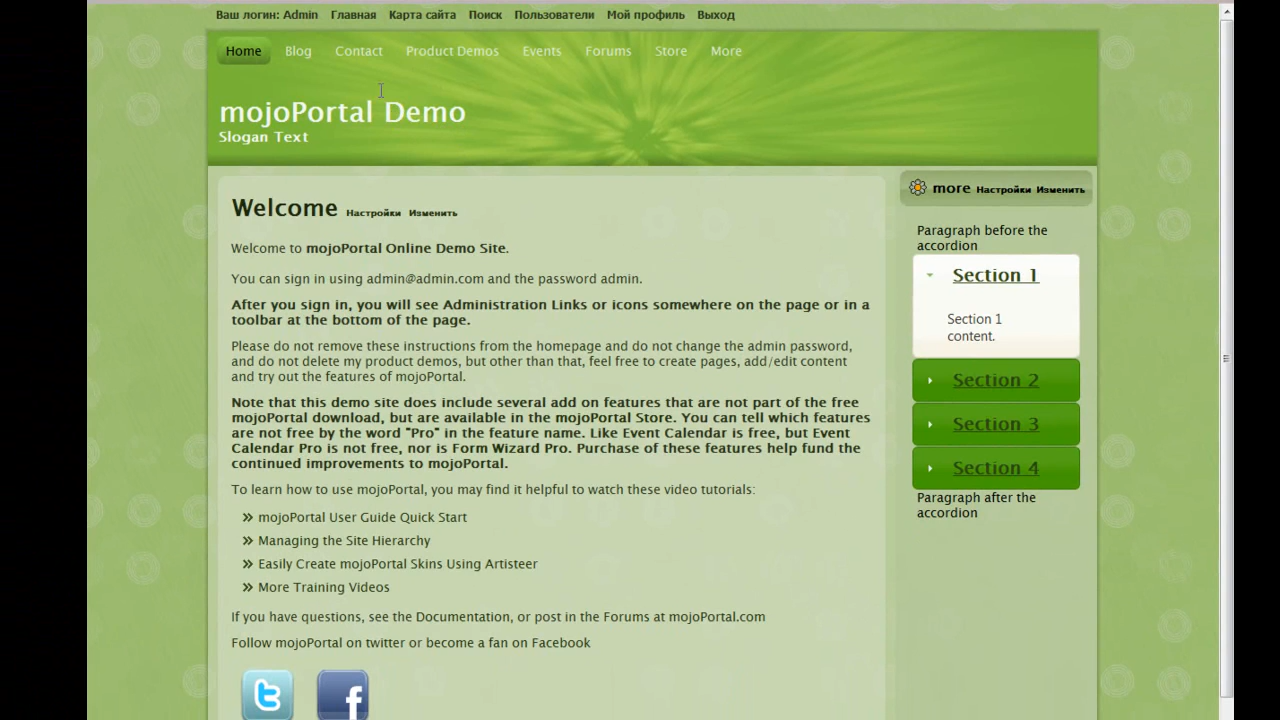 Ваш логин: Admin Главная Карта сайта Поиск Пользователи Мой профиль Выход
Home Blog Contact Product Demos Events Forums Store More
mojoPortal Demo
Slogan Text
Welcome Настройки Изменить
Welcome to mojoPortal Online Demo Site.
You can sign in using admin@admin.com and the password admin.
After you sign in, you will see Administration Links or icons somewhere on the page or in a
toolbar at the bottom of the page.
Please do not remove these instructions from the homepage and do not change the admin password,
and do not delete my product demos, but other than that, feel free to create pages, add/edit content
and try out the features of mojoPortal.
Note that this demo site does include several add on features that are not part of the free
mojoPortal download, but are available in the mojoPortal Store. You can tell which features
are not free by the word "Pro" in the feature name. Like Event Calendar is free, but Event
Calendar Pro is not free, nor is Form Wizard Pro. Purchase of these features help fund the
continued improvements to mojoPortal.
To learn how to use mojoPortal, you may find it helpful to watch these video tutorials:
» mojoPortal User Guide Quick Start
» Managing the Site Hierarchy
» Easily Create mojoPortal Skins Using Artisteer
» More Training Videos
If you have questions, see the Documentation, or post in the Forums at mojoPortal.com
Follow mojoPortal on twitter or become a fan on Facebook
more Настройки Изменить
Paragraph before the
accordion
Section 1
Section 1
content.
Section 2
Section 3
Section 4
Paragraph after the
accordion